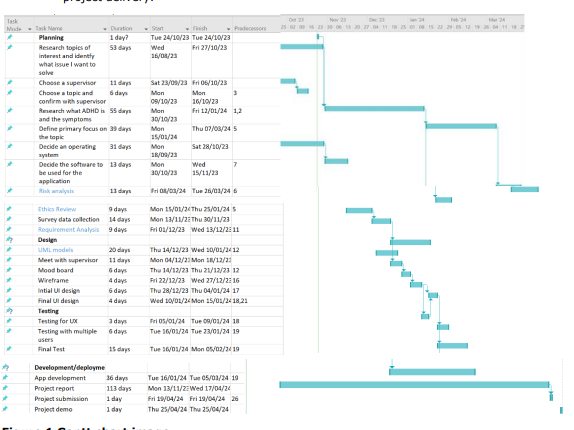 project delivery?
Oct '23 Nov '23 Dec '23 Jan '24 Feb '24 Mar '24
25 02 09 16 23 30 06 13 20 27 04 11 18 25 01 08 15 22 29 05 12 19 26 04 11 18
Task Mode Task Name Duration Start Finish Predecessors
Planning 1 day? Tue 24/10/23 Tue 24/10/23
Research topics of 53 days Wed Fri 27/10/23
interest and identify 16/08/23
what issue I want to
solve
Choose a supervisor 11 days Sat 23/09/23 Fri 06/10/23
Choose a topic and 6 days Mon Mon 3
confirm with supervisor 09/10/23 16/10/23
Research what ADHD is 55 days Mon Fri 12/01/24 1,2
and the symptoms 30/10/23
Define primary focus on 39 days Mon Thu 07/03/24 5
the topic 15/01/24
Decide an operating 31 days Mon Sat 28/10/23
system 18/09/23
Decide the software to 13 days Mon Wed 7
be used for the 30/10/23 15/11/23
application
Risk analysis 13 days Fri 08/03/24 Tue 26/03/24 6
Ethics Review 9 days Mon 15/01/24 Thu 25/01/24 5
Survey data collection 14 days Mon 13/11/23 Thu 30/11/23
Requirement Analysis 9 days Fri 01/12/23 Wed 13/12/23 11
Design
UML models 20 days Thu 14/12/23 Wed 10/01/24 12
Meet with supervisor 11 days Mon 04/12/23 Mon 18/12/23
Mood board 6 days Thu 14/12/23 Thu 21/12/23 12
Wireframe 4 days Fri 22/12/23 Wed 27/12/23 16
Intial UI design 6 days Thu 28/12/23 Thu 04/01/24 17
Final UI design 4 days Wed 10/01/24 Mon 15/01/24 18,21
Testing
Testing for UX 3 days Fri 05/01/24 Tue 09/01/24 18
Testing with multiple 6 days Tue 16/01/24 Tue 23/01/24 19
users
Final Test 15 days Tue 16/01/24 Mon 05/02/24 19
Development/deployme
App development 36 days Tue 16/01/24 Tue 05/03/24 19
Project report 113 days Mon 13/11/23 Wed 17/04/24
Project submission 1 day Fri 19/04/24 Fri 19/04/24 26
Project demo 1 day Thu 25/04/24 Thu 25/04/24